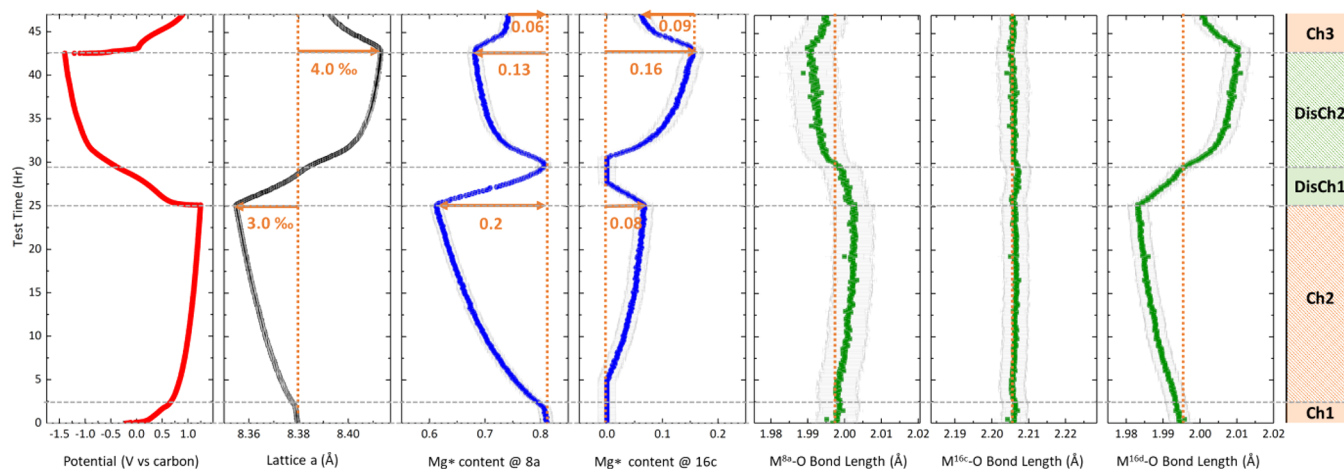 45
40
35
30
25
20
15
10
5
0
Test Time (Hr)
-1.5 -1.0 -0.5 0.0 0.5 1.0
Potential (V vs carbon)
4.0 ‰
3.0 ‰
8.36 8.38 8.40
Lattice a (Å)
0.06
0.13
0.2
0.6 0.7 0.8
Mg* content @ 8a
0.09
0.16
0.08
0.0 0.1 0.2
Mg* content @ 16c
1.98 1.99 2.00 2.01 2.02
M8a-O Bond Length (Å)
2.19 2.20 2.21 2.22
M16c-O Bond Length (Å)
1.98 1.99 2.00 2.01 2.02
M16d-O Bond Length (Å)
Ch3
DisCh2
DisCh1
Ch2
Ch1